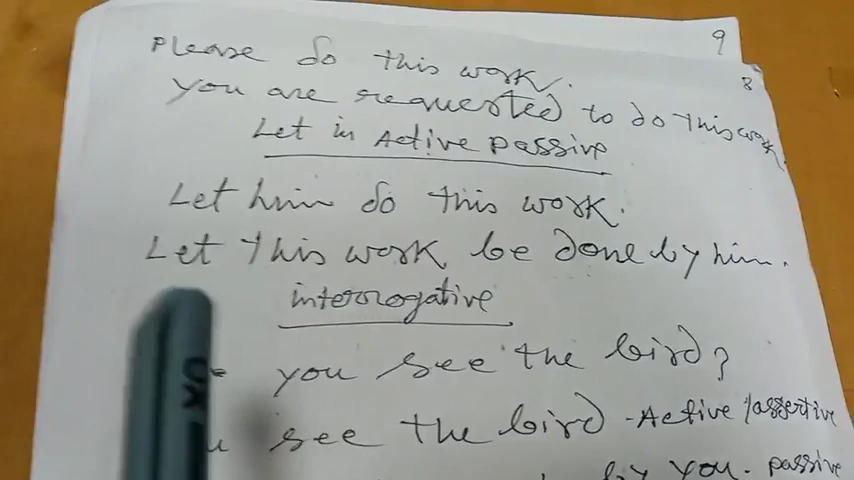 9
8
Please do this work.
You are requested to do this work.
Let in Active passive
Let him do this work.
Let this work be done by him.
interrogative
you see the bird?
see the bird - Active /assertive
by you. passive